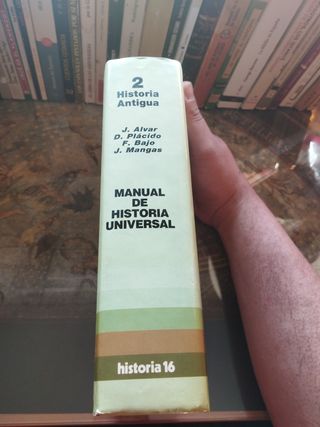 2
Historia
Antigua
J. Alvar
D. Plácido
F. Bajo
J. Mangas
MANUAL
DE
HISTORIA
UNIVERSAL
historia 16